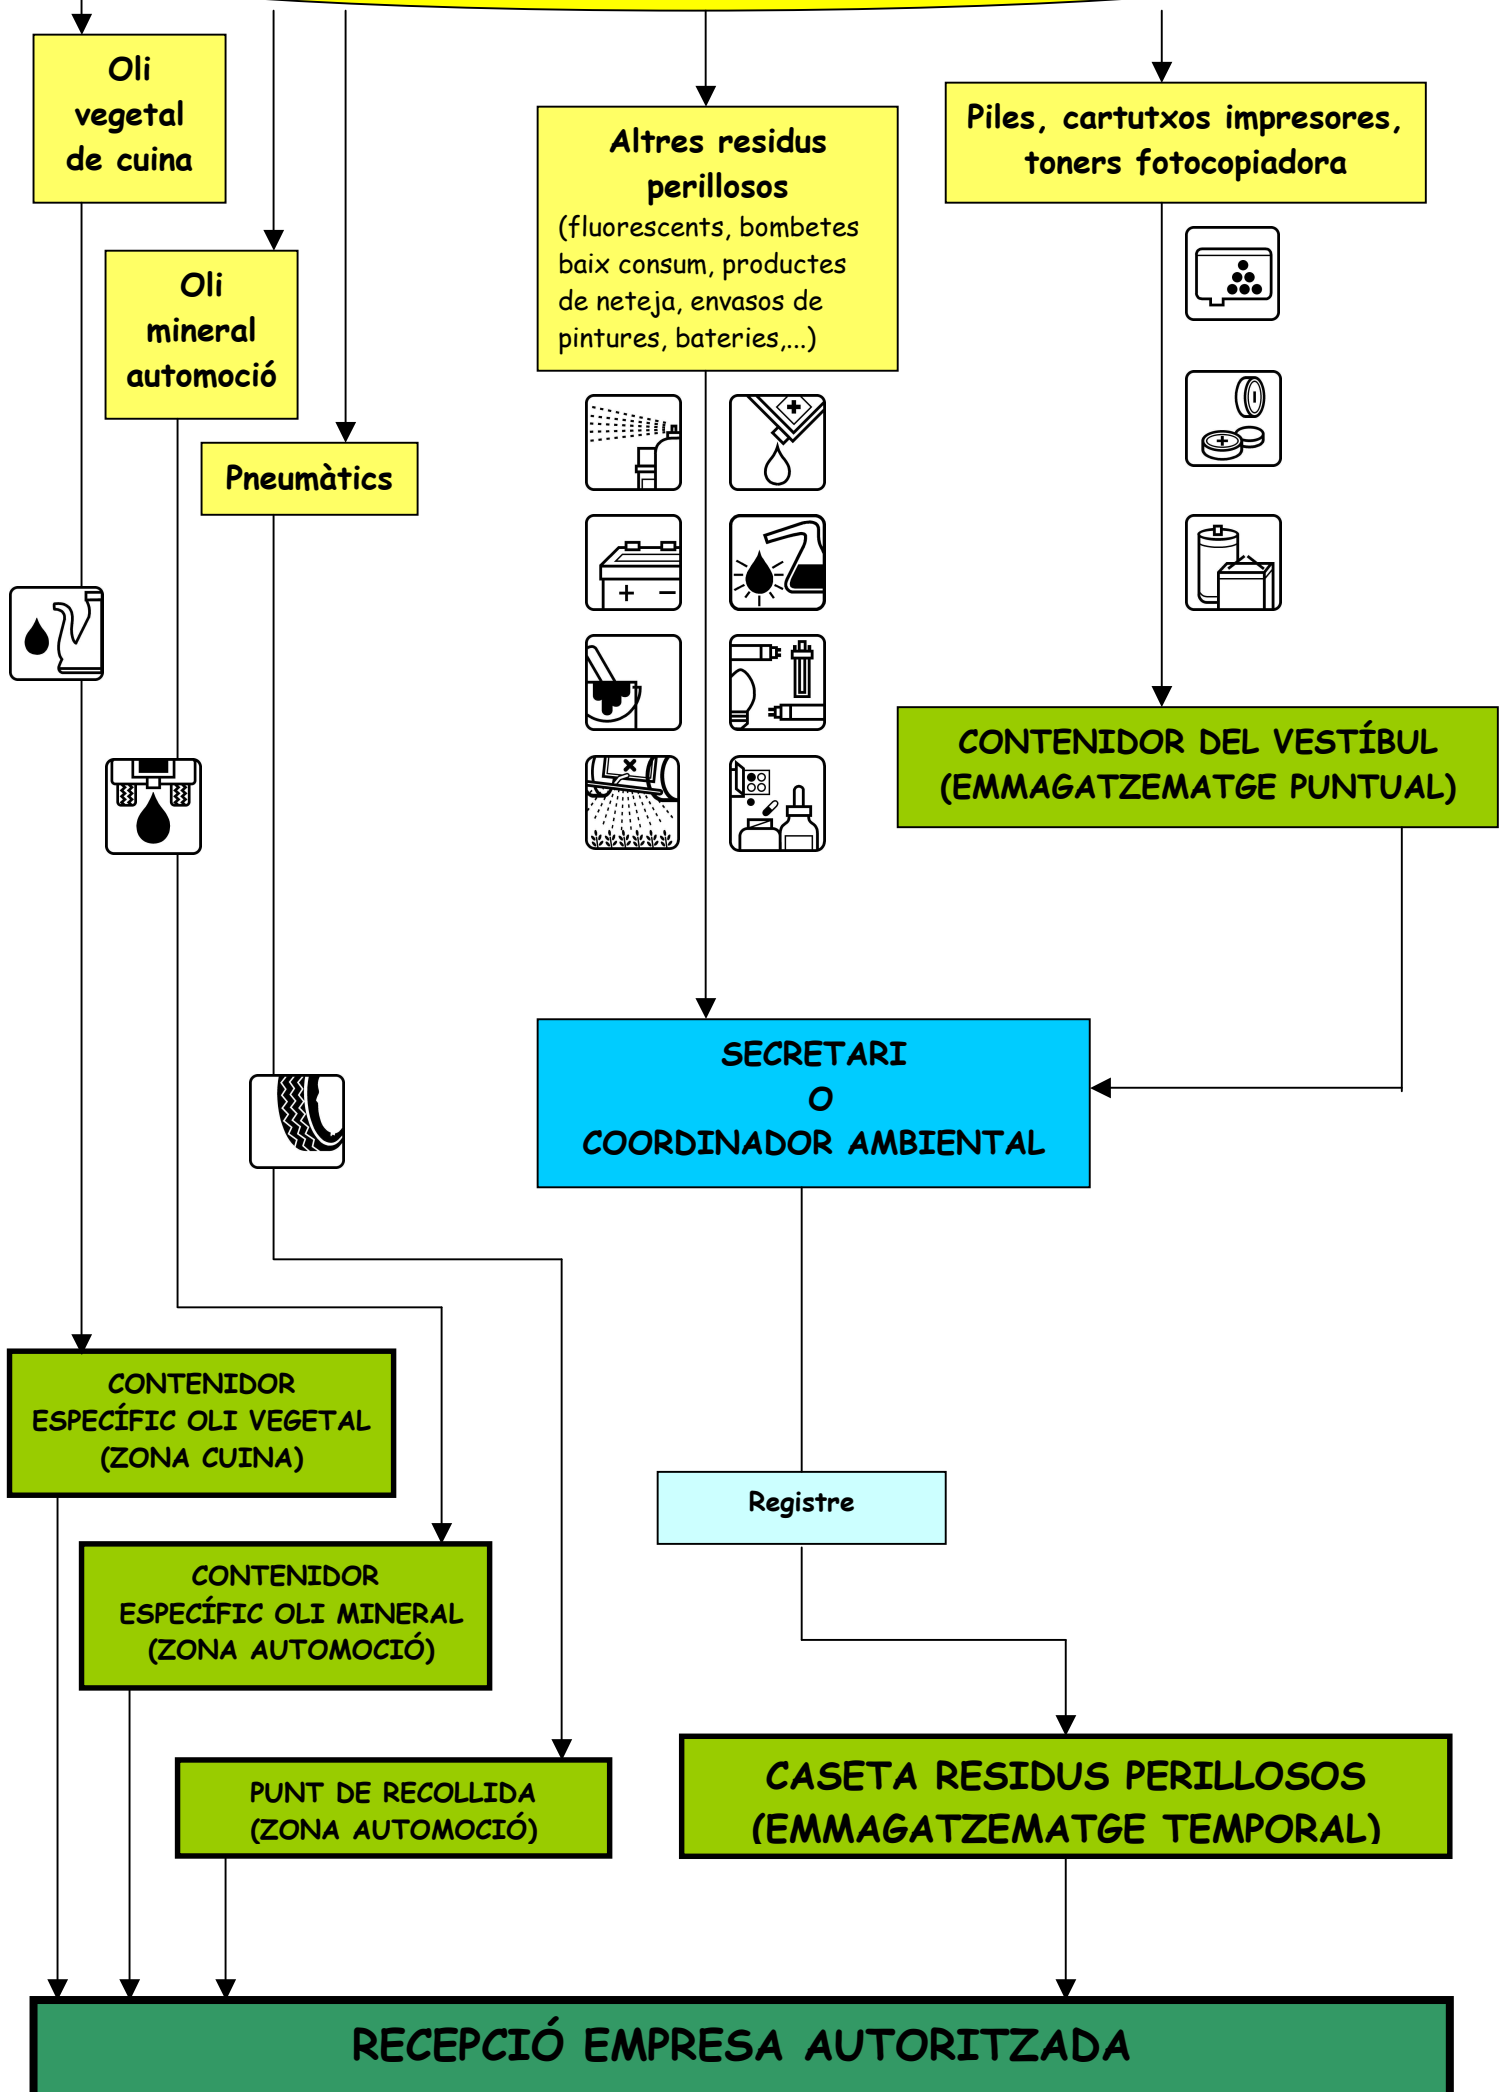 Oli
vegetal
de cuina
Oli
mineral
automoció
Pneumàtics
Altres residus
perillosos
(fluorescents, bombetes
baix consum, productes
de neteja, envasos de
pintures, bateries,...)
Piles, cartutxos impresores,
toners fotocopiadora
CONTENIDOR DEL VESTÍBUL
(EMMAGATZEMATGE PUNTUAL)
SECRETARI
O
COORDINADOR AMBIENTAL
CONTENIDOR
ESPECÍFIC OLI VEGETAL
(ZONA CUINA)
Registre
CONTENIDOR
ESPECÍFIC OLI MINERAL
(ZONA AUTOMOCIÓ)
PUNT DE RECOLLIDA
(ZONA AUTOMOCIÓ)
CASETA RESIDUS PERILLOSOS
(EMMAGATZEMATGE TEMPORAL)
RECEPCIÓ EMPRESA AUTORITZADA